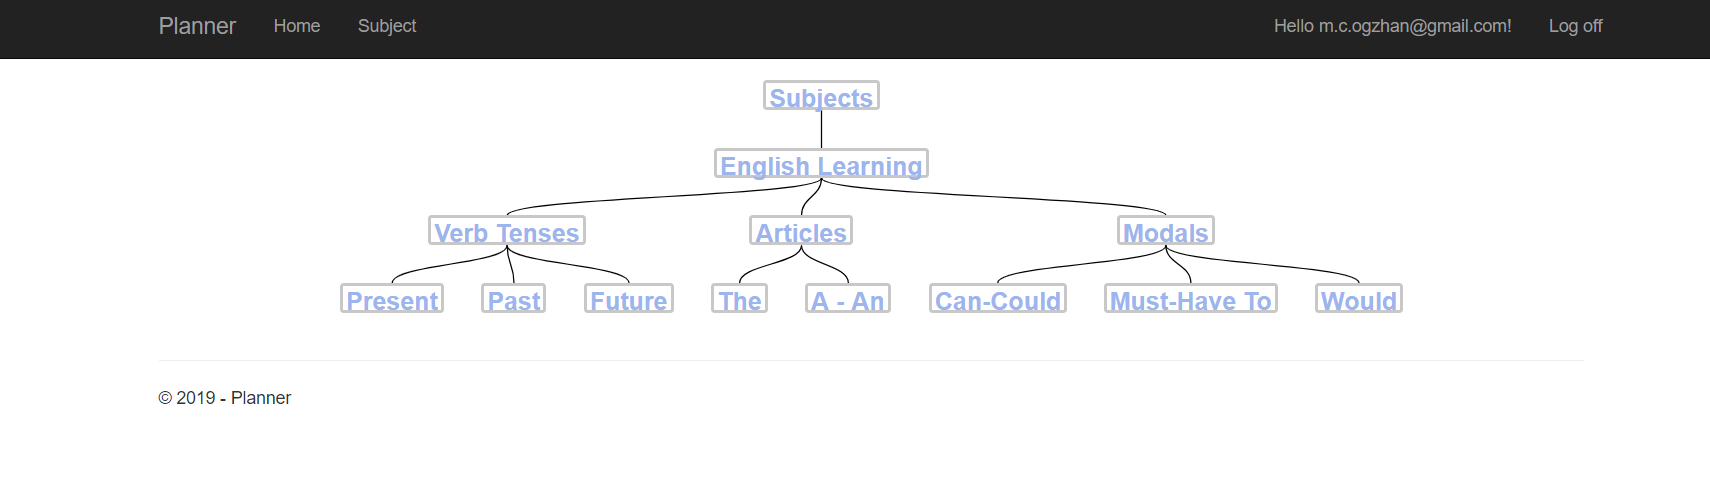 Planner Home Subject Hello m.c.ogzhan@gmail.com! Log off
Subjects
English Learning
Verb Tenses Articles Modals
Present Past Future The A - An Can-Could Must-Have To Would
© 2019 - Planner